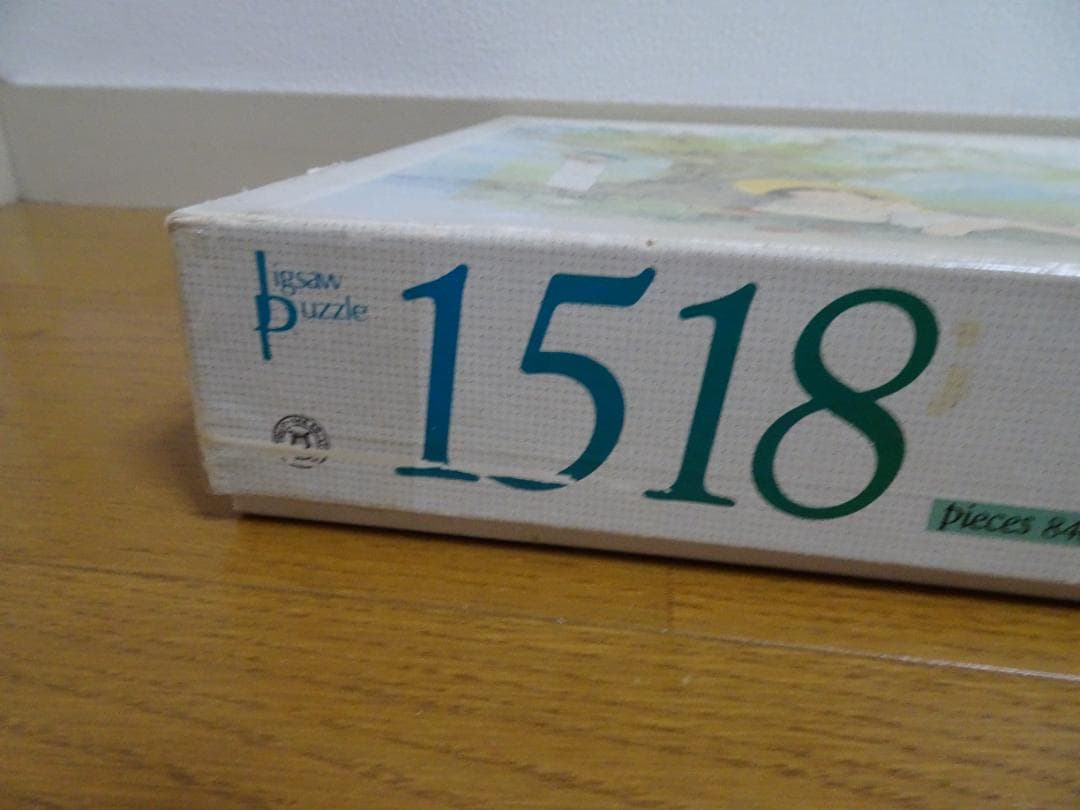 Jigsaw
puzzle
1518
pieces 84